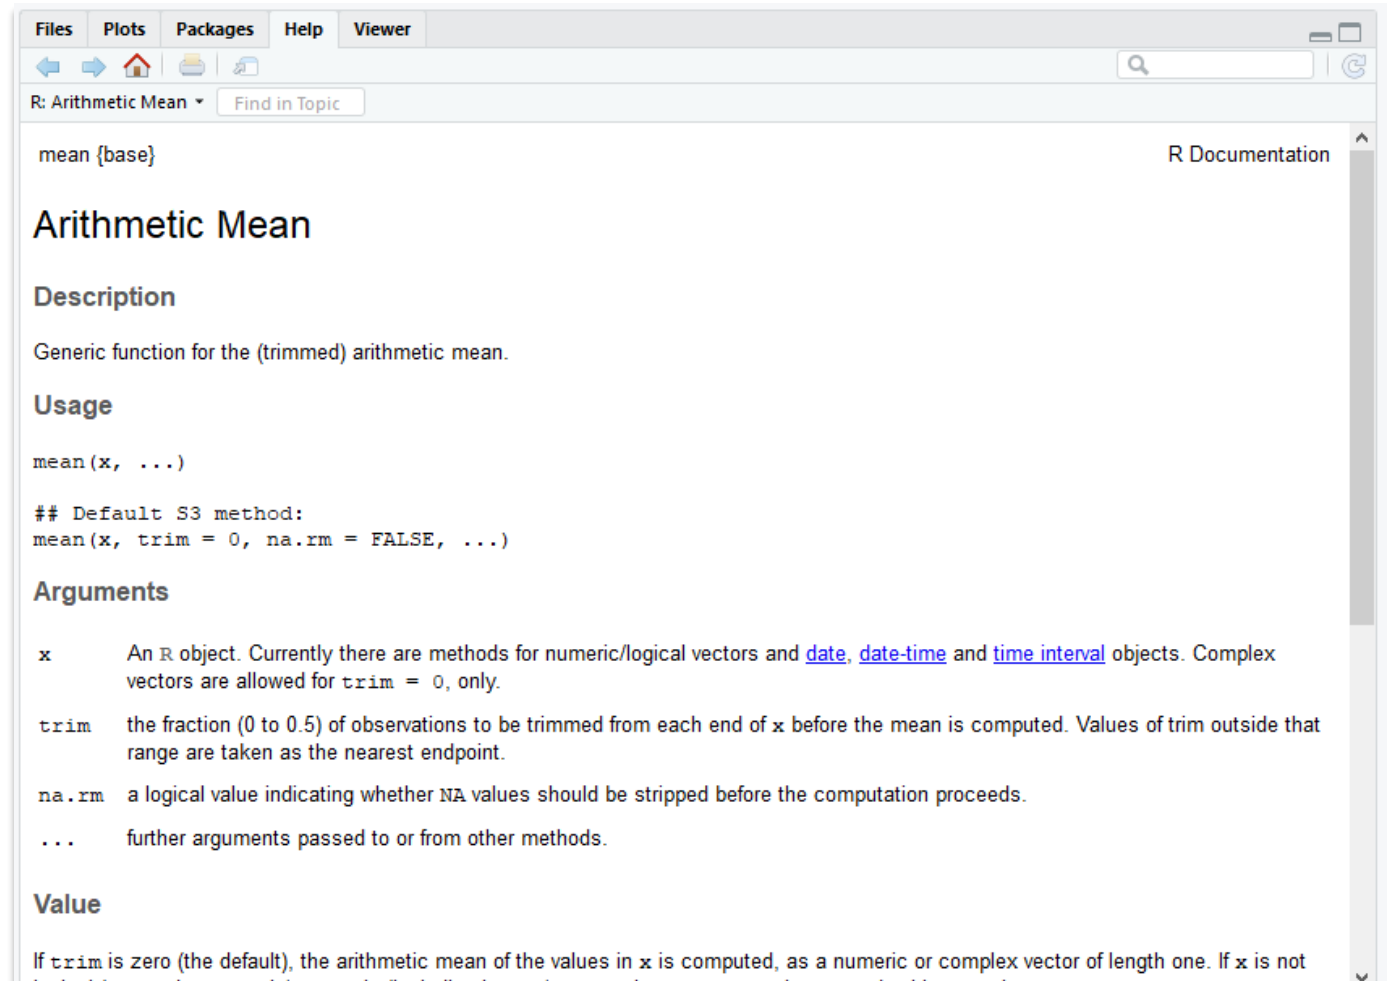 Files Plots Packages Help Viewer
R: Arithmetic Mean Find in Topic
mean {base} R Documentation
Arithmetic Mean
Description
Generic function for the (trimmed) arithmetic mean.
Usage
mean(x, ...)
## Default S3 method:
mean(x, trim = 0, na.rm = FALSE, ...)
Arguments
x An R object. Currently there are methods for numeric/logical vectors and date, date-time and time interval objects. Complex
vectors are allowed for trim = 0, only.
trim the fraction (0 to 0.5) of observations to be trimmed from each end of x before the mean is computed. Values of trim outside that
range are taken as the nearest endpoint.
na.rm a logical value indicating whether NA values should be stripped before the computation proceeds.
... further arguments passed to or from other methods.
Value
If trim is zero (the default), the arithmetic mean of the values in x is computed, as a numeric or complex vector of length one. If x is not